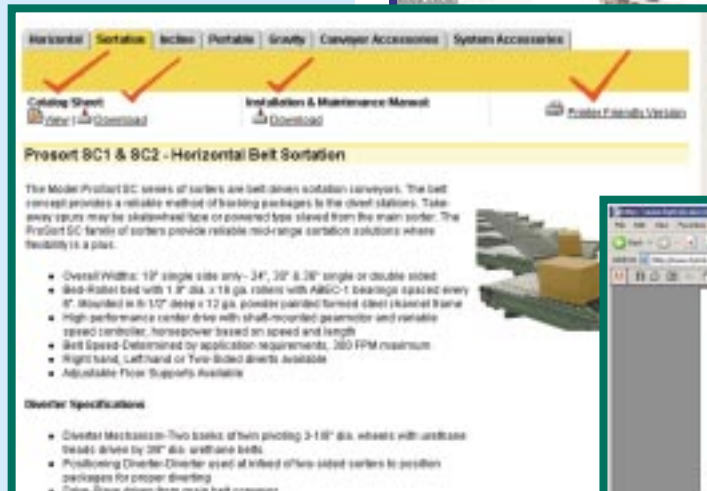 Horizontal Sortation Incline Portable Gravity Conveyor Accessories System Accessories
Catalog Sheet Installation & Maintenance Manual
View | Download Download Printer Friendly Version
Prosort SC1 & SC2 - Horizontal Belt Sortation
The Model ProSort SC series of sorters are belt driven sortation conveyors. The belt
concept provides a reliable method of tracking packages to the divert stations. Take-
away spurs may be skatewheel type or powered type slaved from the main sorter. The
ProSort SC family of sorters provide reliable mid-range sortation solutions where
flexibility is a plus.
Overall Widths: single side only - 24", 30" & 36" single or double sided
Bed-Roller bed with 1.9" dia. x 16 ga. rollers with ABEC-1 bearings spaced every
6". Mounted in 6-1/2" deep x 12 ga. powder painted formed steel channel frame
High performance center drive with shaft-mounted gearmotor and variable
speed controller, horsepower based on speed and length
Belt Speed-Determined by application requirements, 300 FPM maximum
Right hand, Left hand or Two-Sided diverts available
Adjustable Floor Supports Available
Diverter Specifications
Diverter Mechanism-Two banks of twin pivoting 3-1/8" dia. wheels with urethane
treads driven by 3/8" dia. urethane belts
Positioning Diverter-Diverter used at infeed of two sided sorters to position
packages for proper diverting
Drive-Slave driven from main belt conveyor